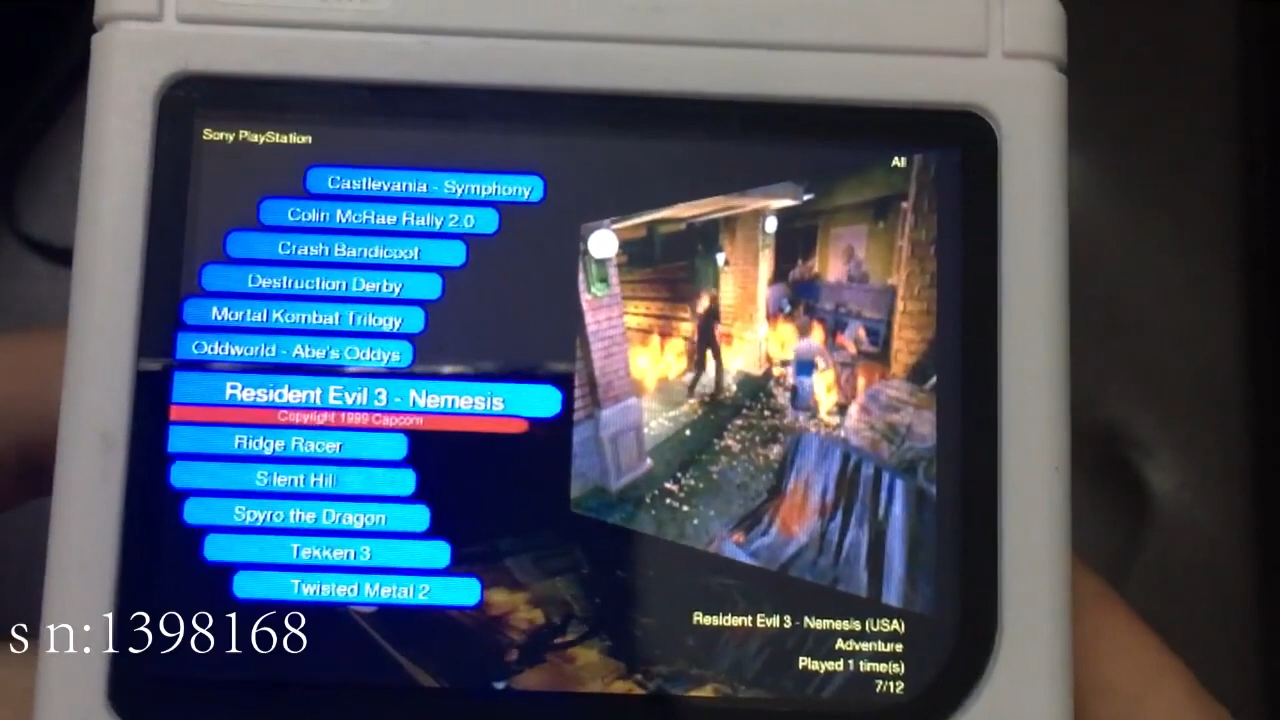 Sony PlayStation
All
Castlevania - Symphony
Colin McRae Rally 2.0
Crash Bandicoot
Destruction Derby
Mortal Kombat Trilogy
Oddworld - Abe's Oddys
Resident Evil 3 - Nemesis
Copyright 1999 Capcom
Ridge Racer
Silent Hill
Spyro the Dragon
Tekken 3
Twisted Metal 2
Resident Evil 3 - Nemesis (USA)
Adventure
Played 1 time(s)
7/12
sn:1398168